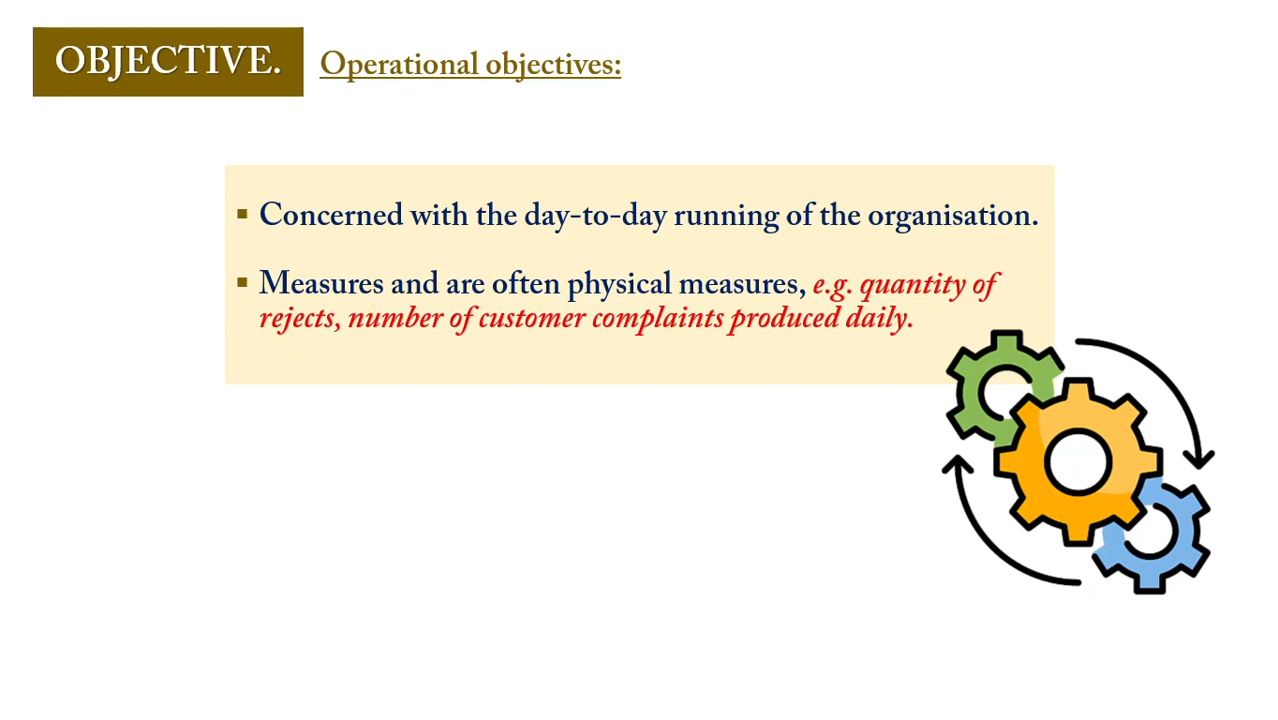 OBJECTIVE.
Operational objectives:
▪ Concerned with the day-to-day running of the organisation.
▪ Measures and are often physical measures, e.g. quantity of
rejects, number of customer complaints produced daily.